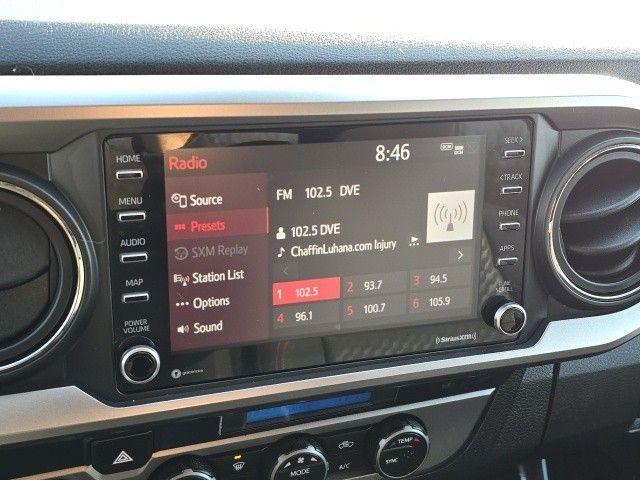 HOME
MENU
AUDIO
MAP
POWER
VOLUME
Radio
8:46
DCM
Source
Presets
SXM Replay
Station List
Options
Sound
FM 102.5 DVE
102.5 DVE
ChaffinLuhana.com Injury
1 102.5 2 93.7 3 94.5
4 96.1 5 100.7 6 105.9
SEEK >
< TRACK
PHONE
APPS
TUNE
SCROLL
((SiriusXM))
gracenote
MODE
A/C
TEMP
SYNC